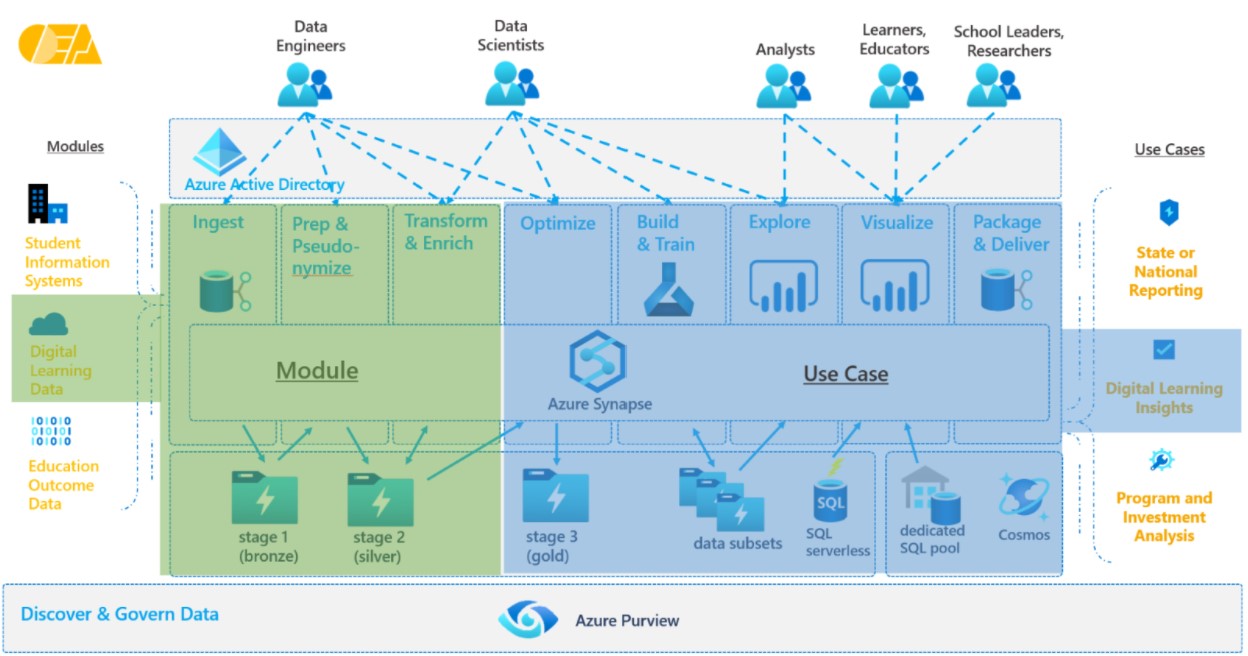 OEA
Data
Engineers
Data
Scientists
Analysts
Learners,
Educators
School Leaders,
Researchers
Modules
Azure Active Directory
Use Cases
Student
Information
Systems
Digital
Learning
Data
Education
Outcome
Data
Ingest
Prep &
Pseudo-
nymize
Transform
& Enrich
Optimize
Build
& Train
Explore
Visualize
Package
& Deliver
Module
Azure Synapse
Use Case
State or
National
Reporting
Digital Learning
Insights
Program and
Investment
Analysis
stage 1
(bronze)
stage 2
(silver)
stage 3
(gold)
data subsets
SQL
SQL
serverless
dedicated
SQL pool
Cosmos
Discover & Govern Data
Azure Purview